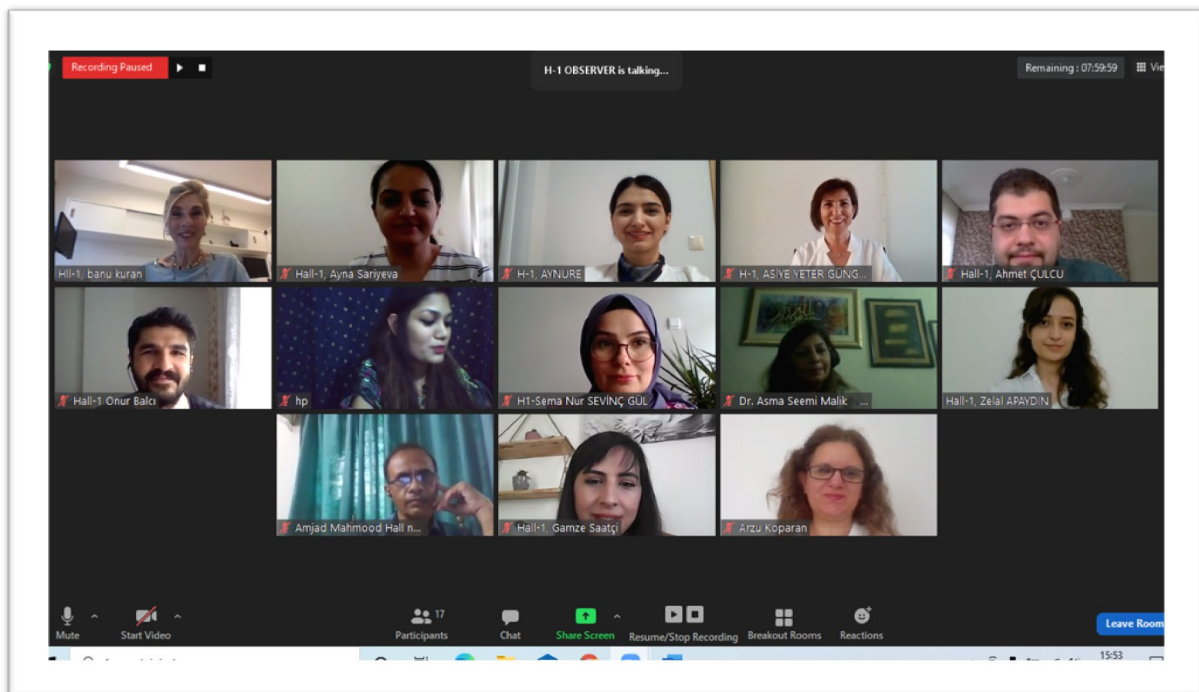 Recording Paused
H-1 OBSERVER is talking...
Remaining : 07:59:59
Vie
Hll-1, banu kuran
Hall-1, Ayna Sariyeva
H-1, AYNURE
H-1, ASİYE YETER GÜNG...
Hall-1, Ahmet ÇULCU
Hall-1 Onur Balcı
hp
H1-Sema Nur SEVİNÇ GÜL
Dr. Asma Seemi Malik ...
Hall-1, Zelal APAYDIN
Amjad Mahmood Hall n...
Hall-1, Gamze Saatçi
Arzu Koparan
Mute
Start Video
17
Participants
Chat
Share Screen
Resume/Stop Recording
Breakout Rooms
Reactions
Leave Room
15:53